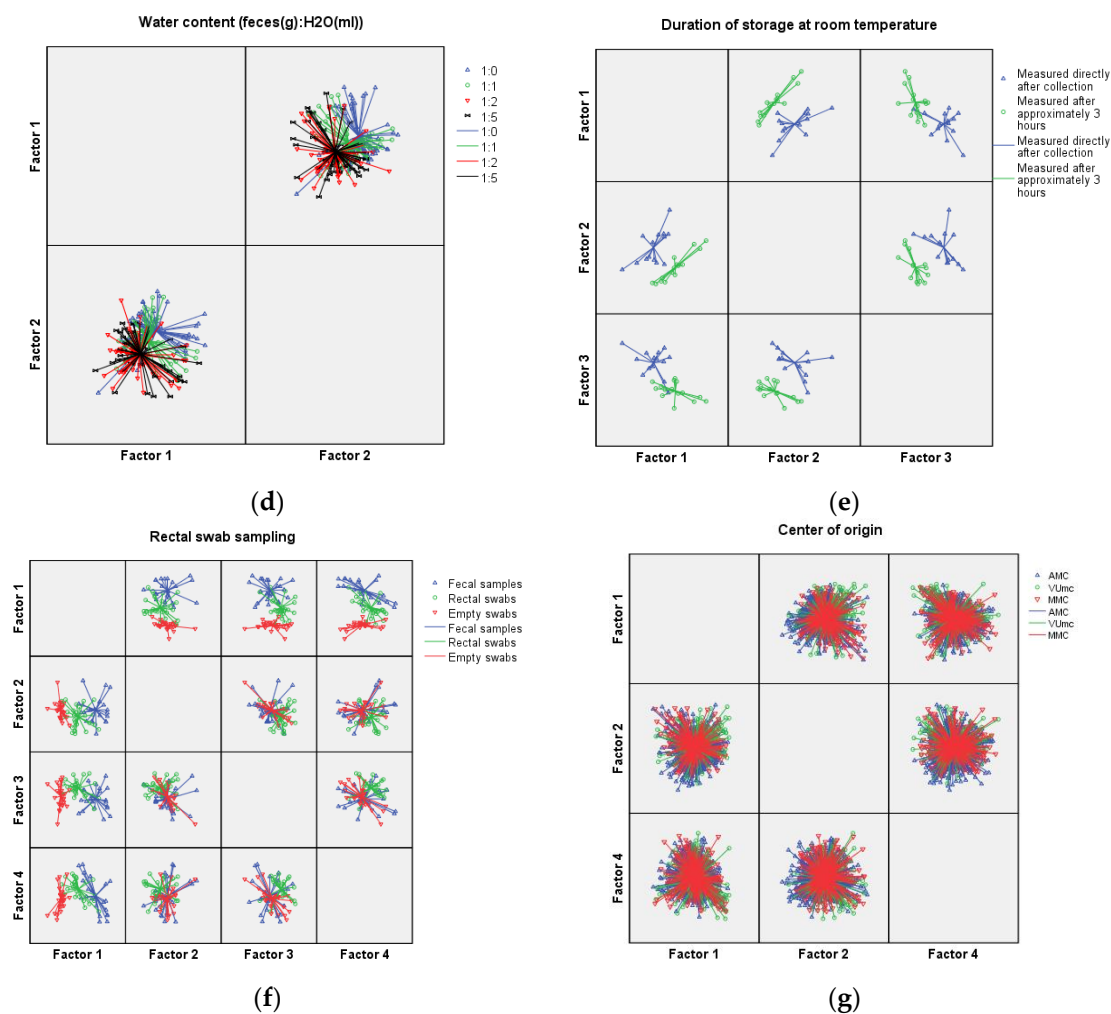 Water content (feces(g):H2O(ml))
Factor 1
Factor 2
1:0
1:1
1:2
1:5
1:0
1:1
1:2
1:5
Factor 1
Factor 2
(d)
Duration of storage at room temperature
Factor 1
Factor 2
Factor 3
Measured directly
after collection
Measured after
approximately 3
hours
Measured directly
after collection
Measured after
approximately 3
hours
Factor 1
Factor 2
Factor 3
(e)
Rectal swab sampling
Factor 1
Factor 2
Factor 3
Factor 4
Fecal samples
Rectal swabs
Empty swabs
Fecal samples
Rectal swabs
Empty swabs
Factor 1
Factor 2
Factor 3
Factor 4
(f)
Center of origin
Factor 1
Factor 2
Factor 4
AMC
VUmc
MMC
AMC
VUmc
MMC
Factor 1
Factor 2
Factor 4
(g)